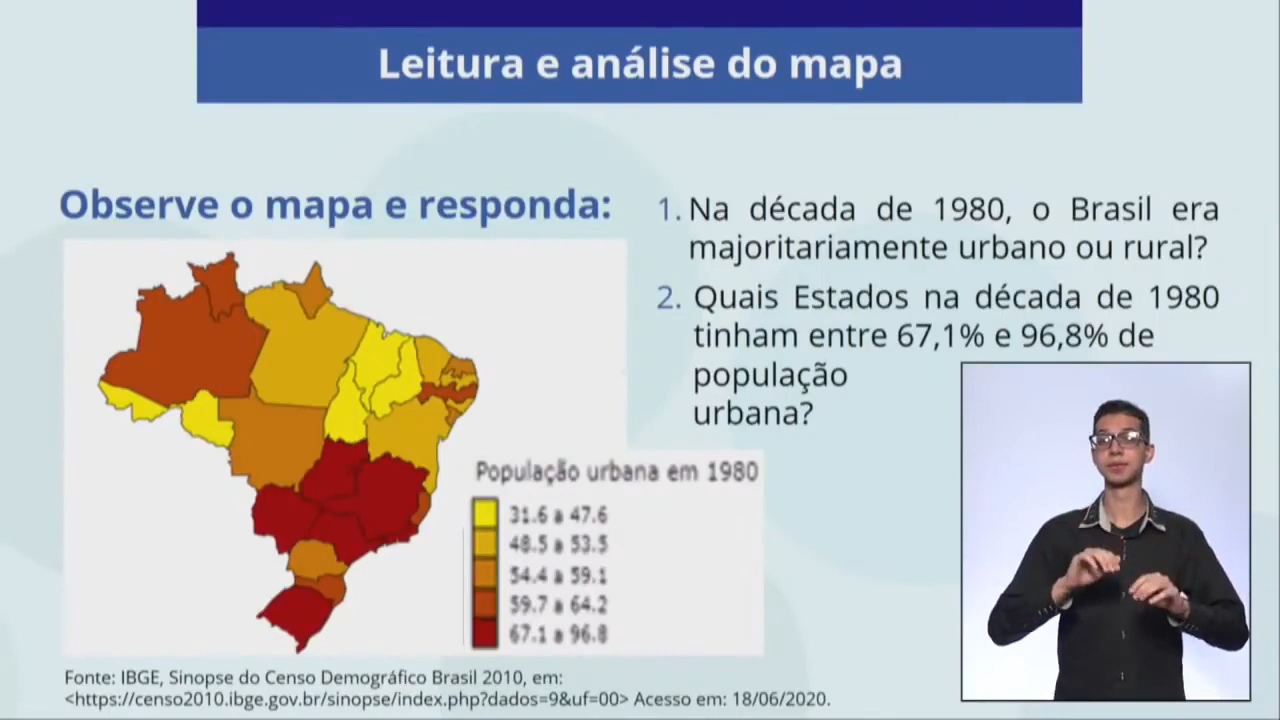 Leitura e análise do mapa
Observe o mapa e responda:
1. Na década de 1980, o Brasil era
majoritariamente urbano ou rural?
2. Quais Estados na década de 1980
tinham entre 67,1% e 96,8% de
população
urbana?
População urbana em 1980
31.6 a 47.6
48.5 a 53.5
54.4 a 59.1
59.7 a 64.2
67.1 a 96.8
Fonte: IBGE, Sinopse do Censo Demográfico Brasil 2010, em:
<https://censo2010.ibge.gov.br/sinopse/index.php?dados=9&uf=00> Acesso em: 18/06/2020.